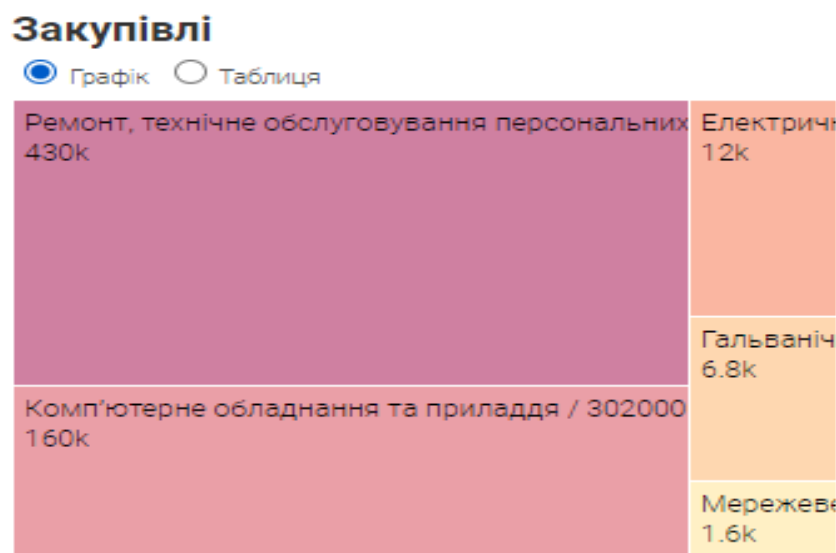 Закупівлі
Графік Таблиця
Ремонт, технічне обслуговування персональних
430k
Комп'ютерне обладнання та приладдя / 302000
160k
12k
6.8k
1.6k